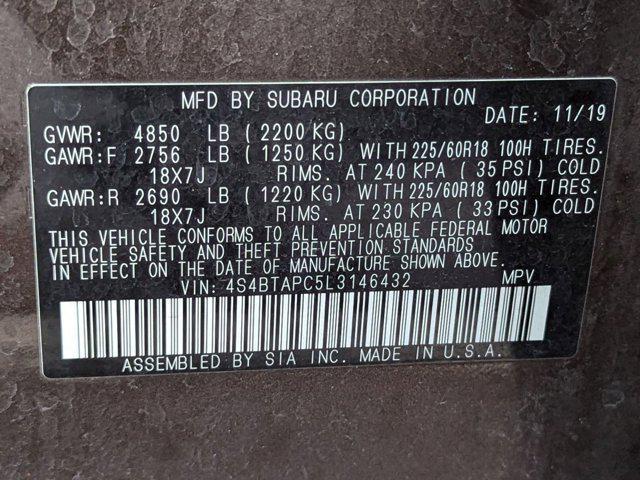 MFD BY SUBARU CORPORATION
DATE: 11/19
GVWR: 4850 LB ( 2200 KG)
GAWR:F 2756 LB ( 1250 KG) WITH 225/60R18 100H TIRES.
18X7J RIMS. AT 240 KPA ( 35 PSI) COLD
GAWR:R 2690 LB ( 1220 KG) WITH 225/60R18 100H TIRES.
18X7J RIMS. AT 230 KPA ( 33 PSI) COLD
THIS VEHICLE CONFORMS TO ALL APPLICABLE FEDERAL MOTOR
VEHICLE SAFETY AND THEFT PREVENTION STANDARDS
IN EFFECT ON THE DATE OF MANUFACTURE SHOWN ABOVE.
VIN: 4S4BTAPC5L3146432 MPV
ASSEMBLED BY SIA INC. MADE IN U.S.A.